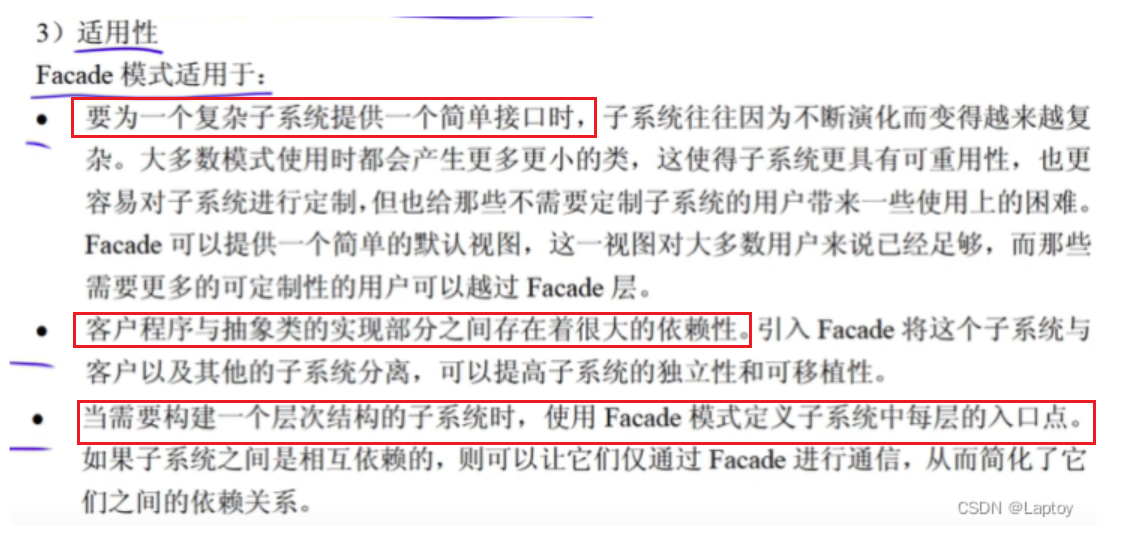 3）适用性
Facade 模式适用于：
● 要为一个复杂子系统提供一个简单接口时，子系统往往因为不断演化而变得越来越复
杂。大多数模式使用时都会产生更多更小的类，这使得子系统更具有可重用性，也更
容易对子系统进行定制，但也给那些不需要定制子系统的用户带来一些使用上的困难。
Facade 可以提供一个简单的默认视图，这一视图对大多数用户来说已经足够，而那些
需要更多的可定制性的用户可以越过 Facade 层。
● 客户程序与抽象类的实现部分之间存在着很大的依赖性。引入 Facade 将这个子系统与
客户以及其他的子系统分离，可以提高子系统的独立性和可移植性。
● 当需要构建一个层次结构的子系统时，使用 Facade 模式定义子系统中每层的入口点。
如果子系统之间是相互依赖的，则可以让它们仅通过 Facade 进行通信，从而简化了它
们之间的依赖关系。
CSDN @Laptoy